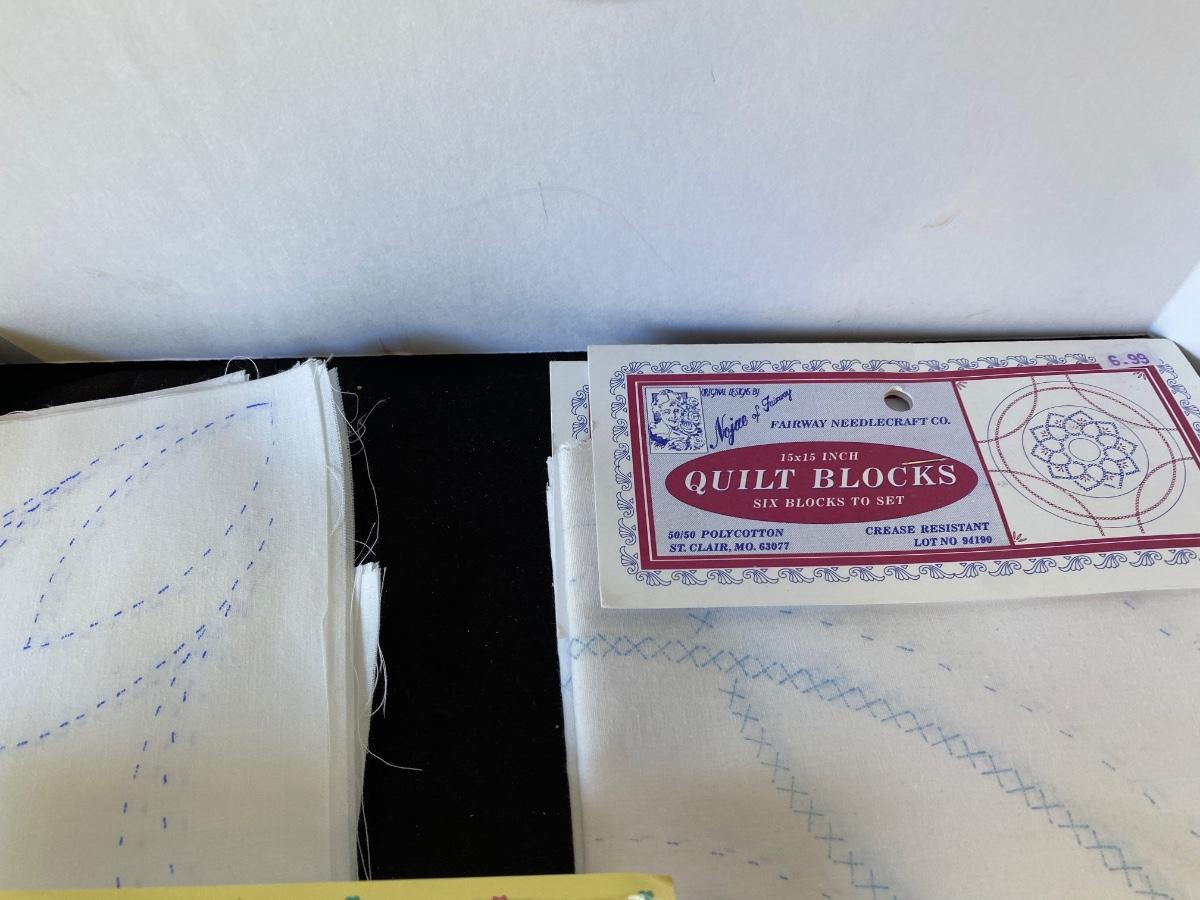 6.99
ORIGINAL DESIGNS BY
Nojae of Fairway
FAIRWAY NEEDLECRAFT CO.
15x15 INCH
QUILT BLOCKS
SIX BLOCKS TO SET
50/50 POLYCOTTON
ST. CLAIR, MO. 63077
CREASE RESISTANT
LOT NO 94190